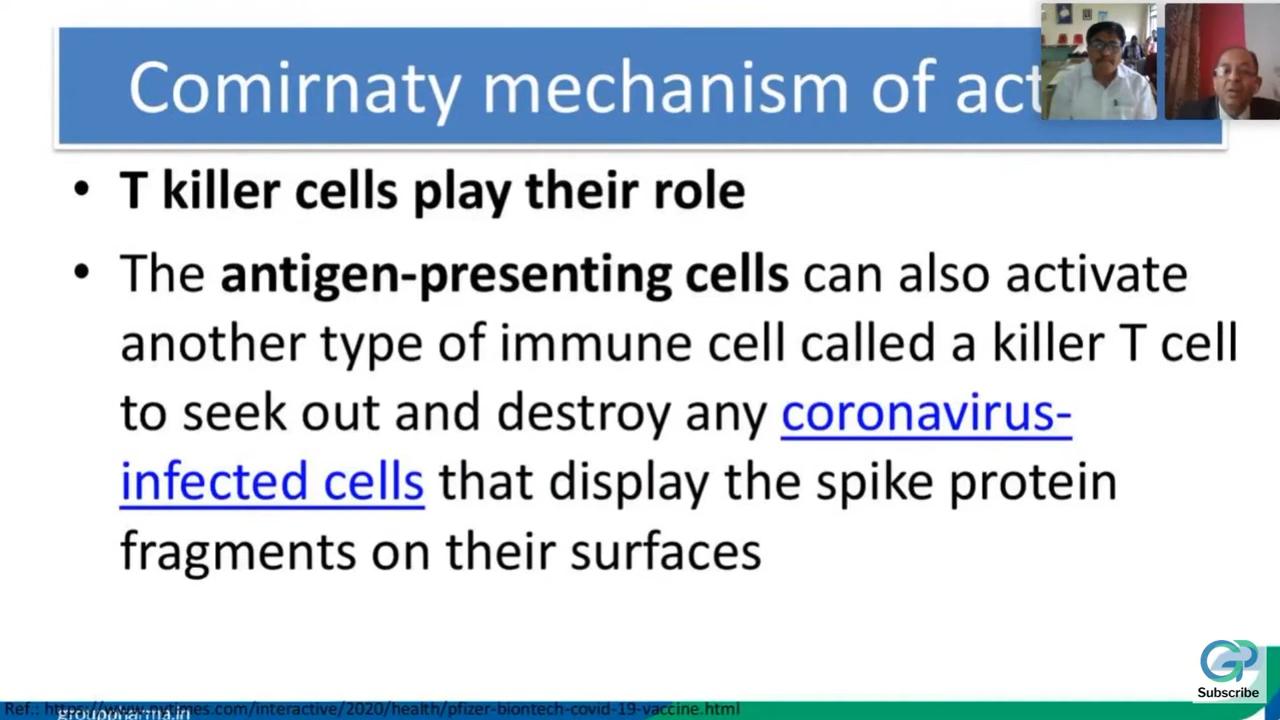 Comirnaty mechanism of act
• T killer cells play their role
• The antigen-presenting cells can also activate
another type of immune cell called a killer T cell
to seek out and destroy any coronavirus-
infected cells that display the spike protein
fragments on their surfaces
GP
Subscribe
Ref.: https://www.nytimes.com/interactive/2020/health/pfizer-biontech-covid-19-vaccine.html
grouppharma.in